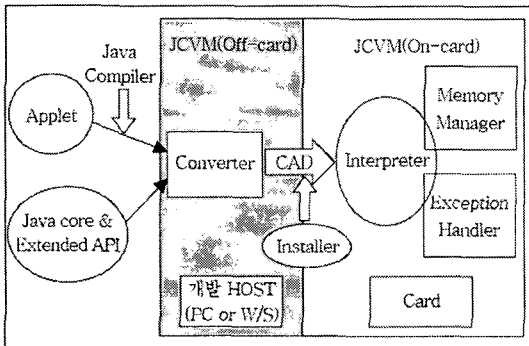 JCVM(Off-card)
JCVM(On-card)
Java
Compiler
Applet
Memory
Manager
Converter
CAD
Interpreter
Java core &
Extended API
Exception
Handler
Installer
개발 HOST
(PC or W/S)
Card